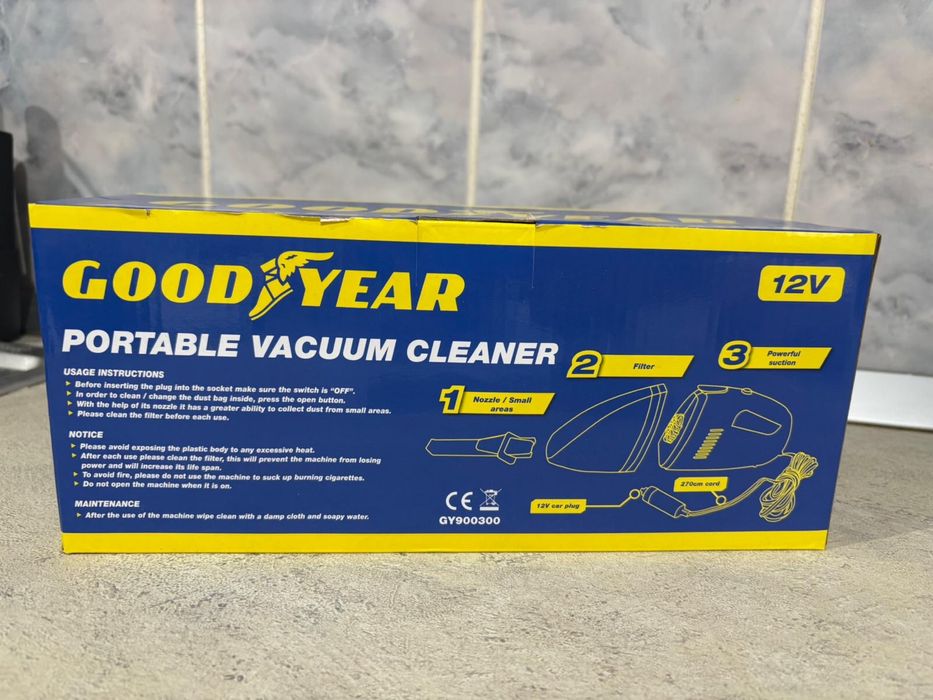 GOOD YEAR
GOOD YEAR
12V
PORTABLE VACUUM CLEANER
USAGE INSTRUCTIONS
Before inserting the plug into the socket make sure the switch is "OFF".
In order to clean / change the dust bag inside, press the open button.
With the help of its nozzle it has a greater ability to collect dust from small areas.
Please clean the filter before each use.
NOTICE
Please avoid exposing the plastic body to any excessive heat.
After each use please clean the filter, this will prevent the machine from losing
power and will increase its life span.
To avoid fire, please do not use the machine to suck up burning cigarettes.
Do not open the machine when it is on.
MAINTENANCE
After the use of the machine wipe clean with a damp cloth and soapy water.
1 Nozzle / Small
areas
2 Filter
3 Powerful
suction
270cm cord
12V car plug
CE
GY900300